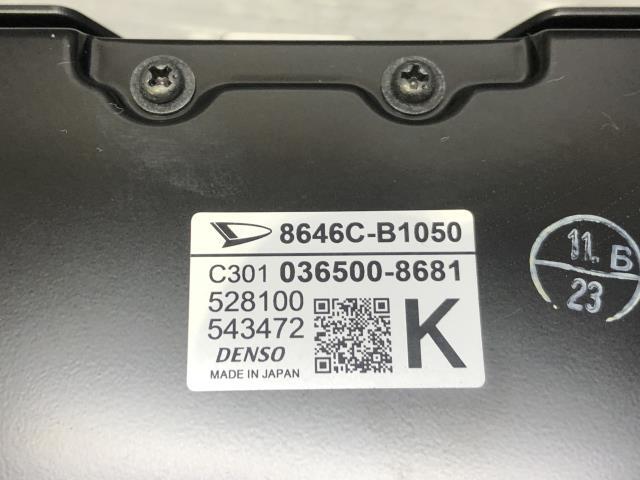 8646C-B1050
C301 036500-8681
528100
543472
K
DENSO
MADE IN JAPAN
11. Б
23